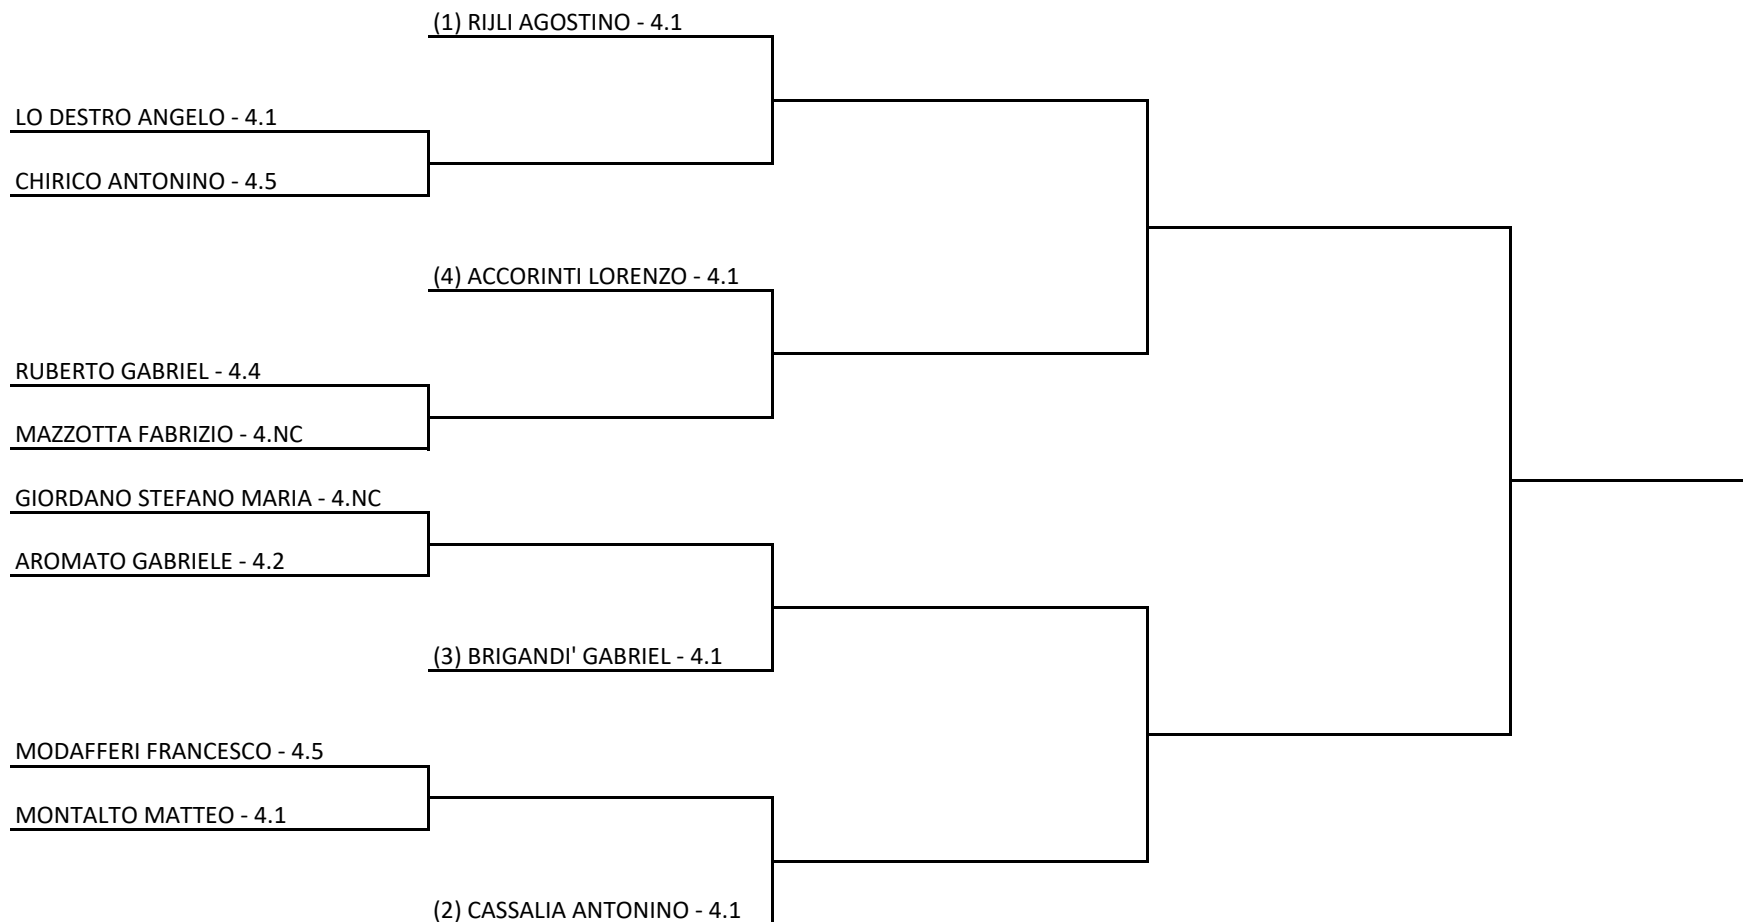 (1) RIJLI AGOSTINO - 4.1
LO DESTRO ANGELO - 4.1
CHIRICO ANTONINO - 4.5
(4) ACCORINTI LORENZO - 4.1
RUBERTO GABRIEL - 4.4
MAZZOTTA FABRIZIO - 4.NC
GIORDANO STEFANO MARIA - 4.NC
AROMATO GABRIELE - 4.2
(3) BRIGANDI' GABRIEL - 4.1
MODAFFERI FRANCESCO - 4.5
MONTALTO MATTEO - 4.1
(2) CASSALIA ANTONINO - 4.1